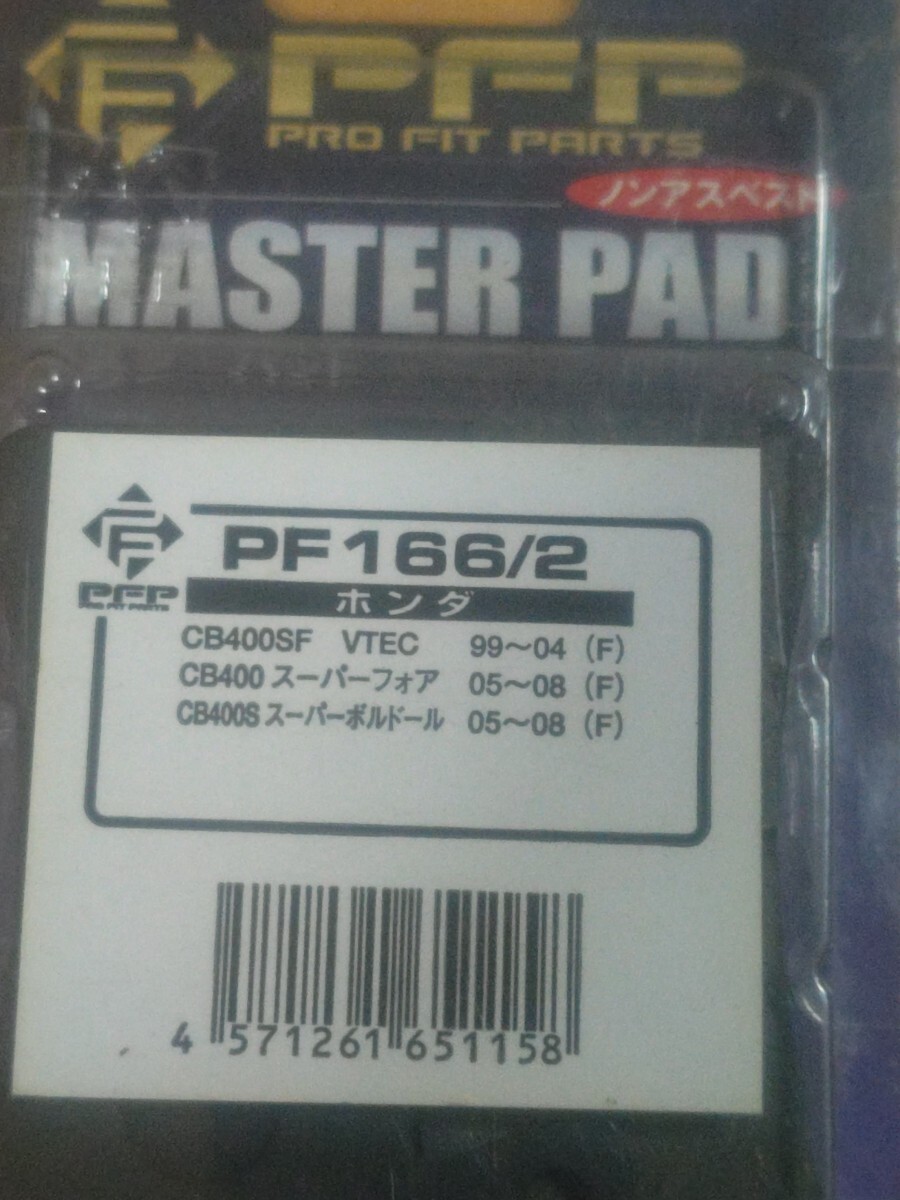 PFP
PRO FIT PARTS
ノンアスベスト
MASTER PAD
PF166/2
PFP
PRO FIT PARTS
ホンダ
CB400SF VTEC 99〜04 (F)
CB400 スーパーフォア 05〜08 (F)
CB400S スーパーボルドール 05〜08 (F)
4 571261 651158